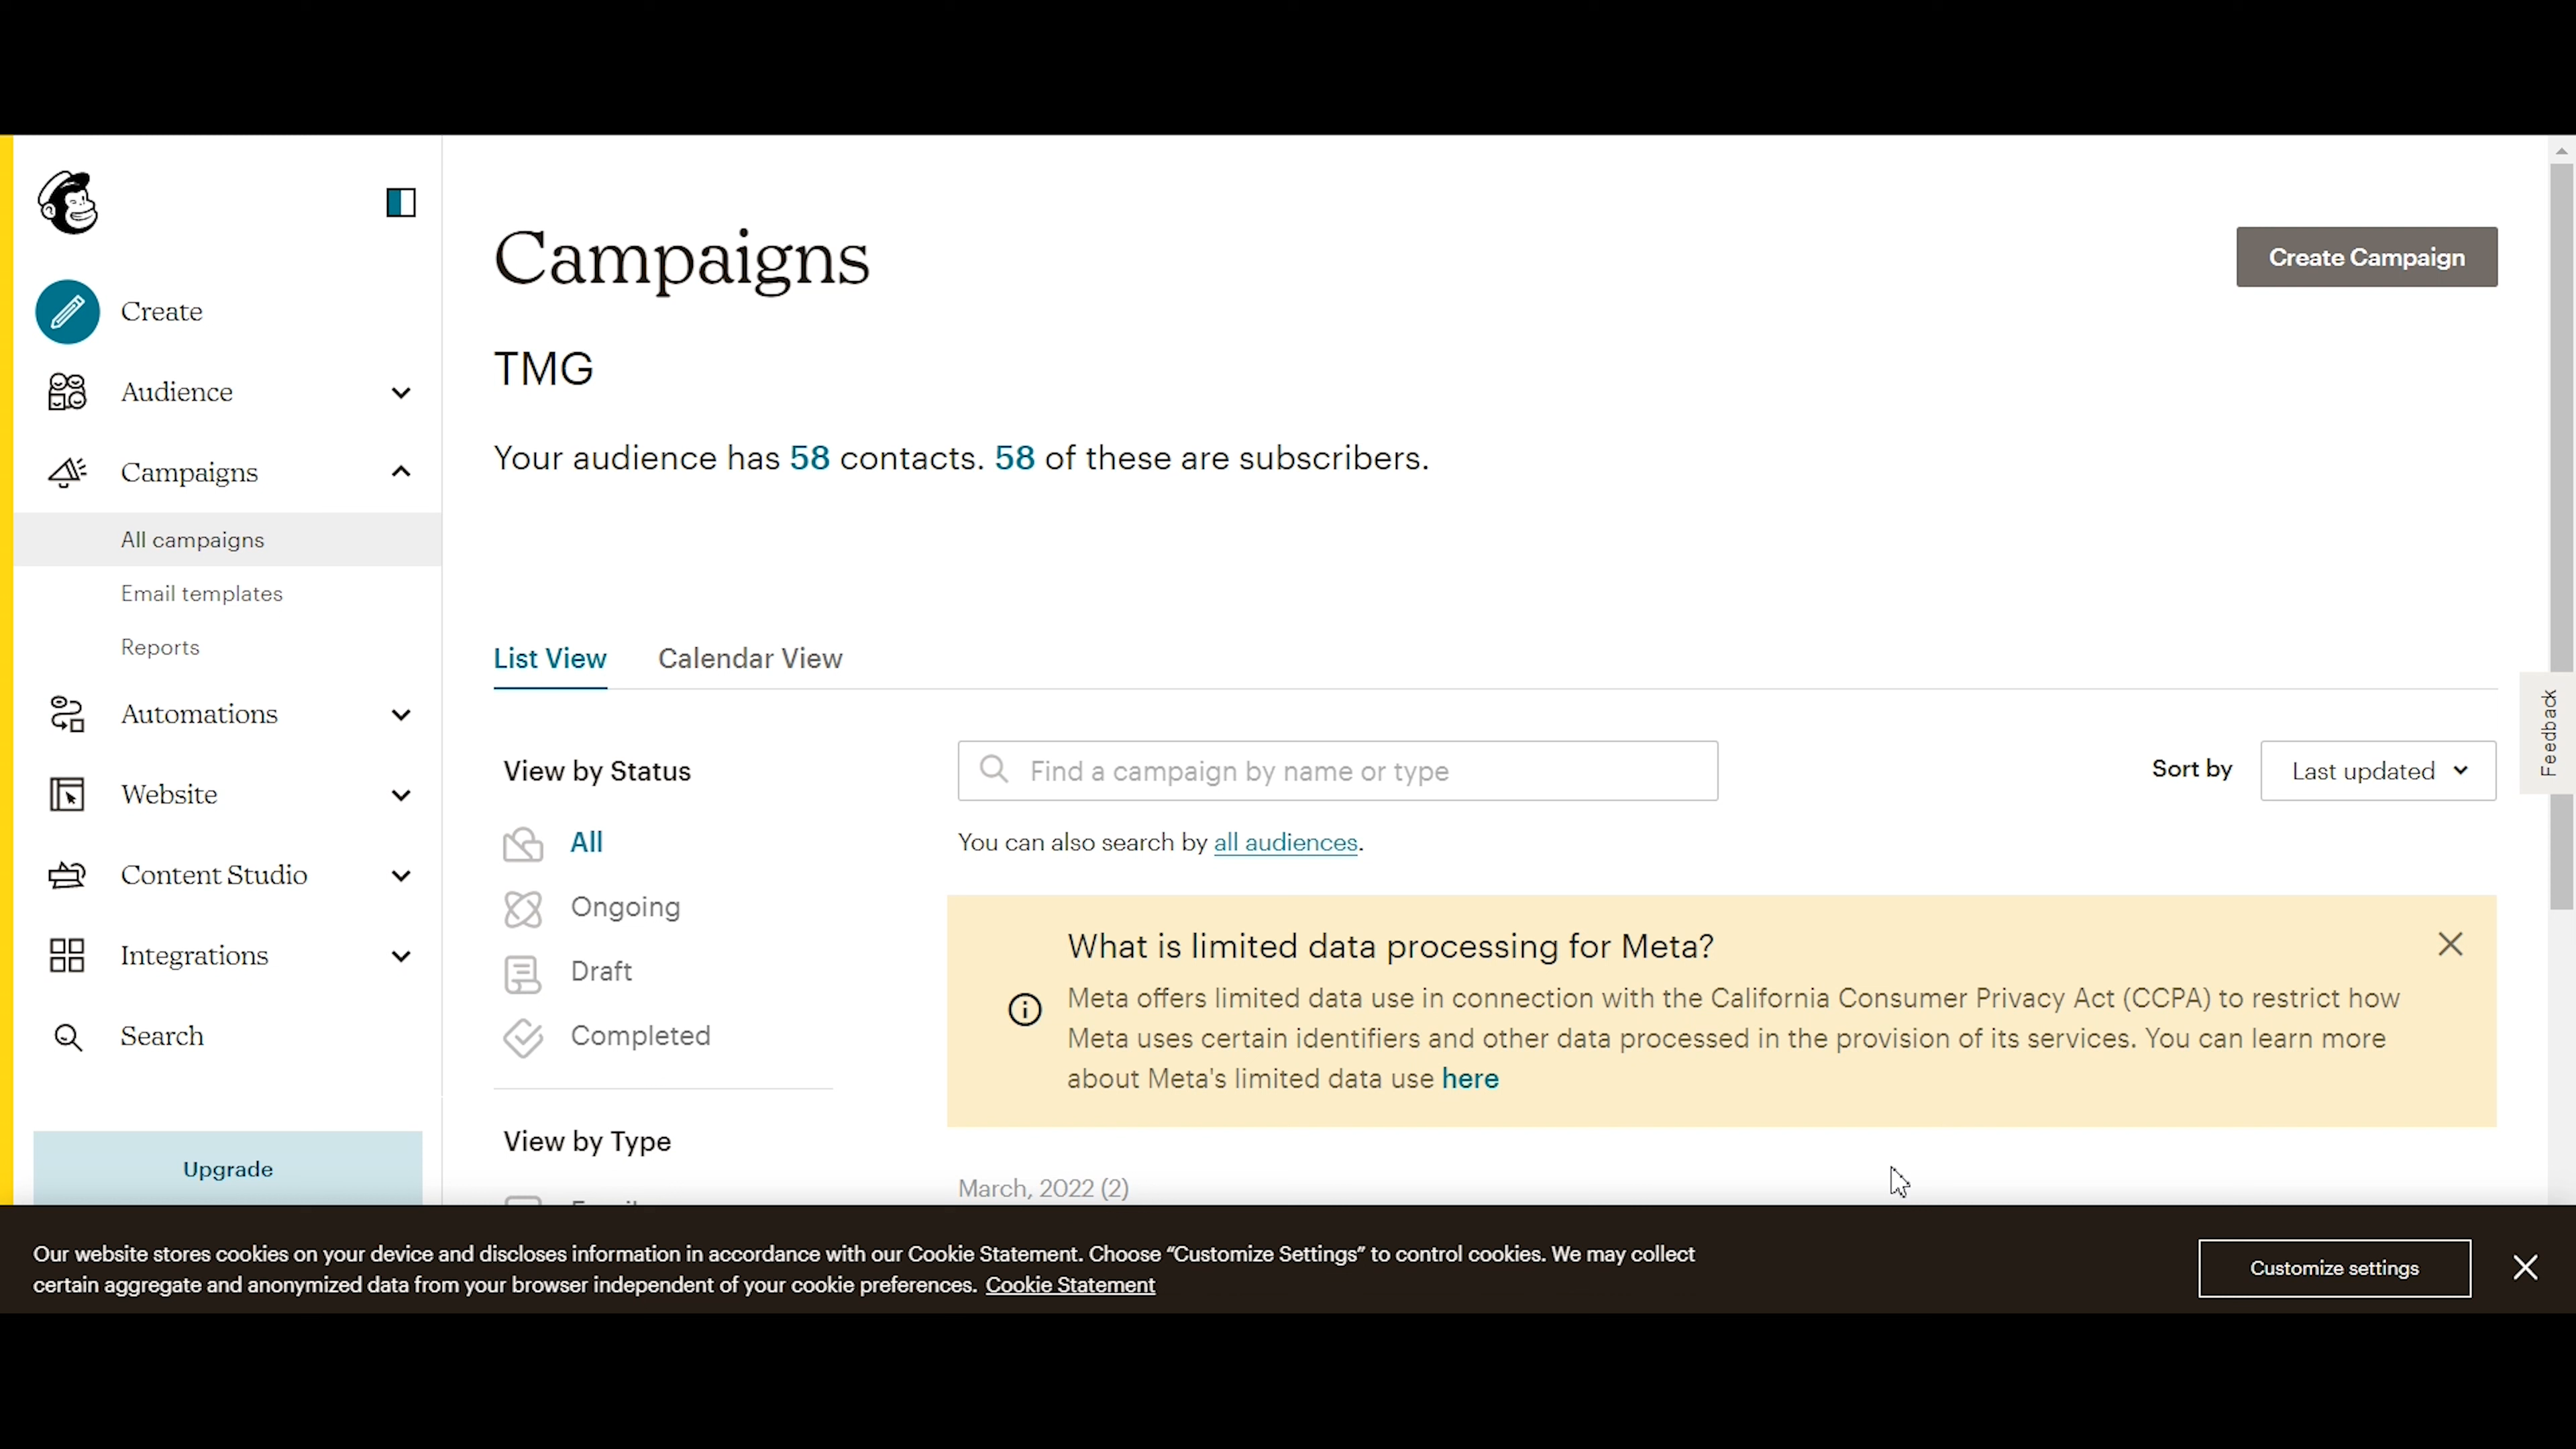 Create
Audience
Campaigns
All campaigns
Email templates
Reports
Automations
Website
Content Studio
Integrations
Search
Upgrade
Campaigns
Create Campaign
TMG
Your audience has 58 contacts. 58 of these are subscribers.
List View
Calendar View
View by Status
All
Ongoing
Draft
Completed
View by Type
Find a campaign by name or type
Sort by
Last updated
You can also search by all audiences.
What is limited data processing for Meta?
Meta offers limited data use in connection with the California Consumer Privacy Act (CCPA) to restrict how
Meta uses certain identifiers and other data processed in the provision of its services. You can learn more
about Meta's limited data use here
March, 2022 (2)
Feedback
Our website stores cookies on your device and discloses information in accordance with our Cookie Statement. Choose “Customize Settings” to control cookies. We may collect
certain aggregate and anonymized data from your browser independent of your cookie preferences. Cookie Statement
Customize settings